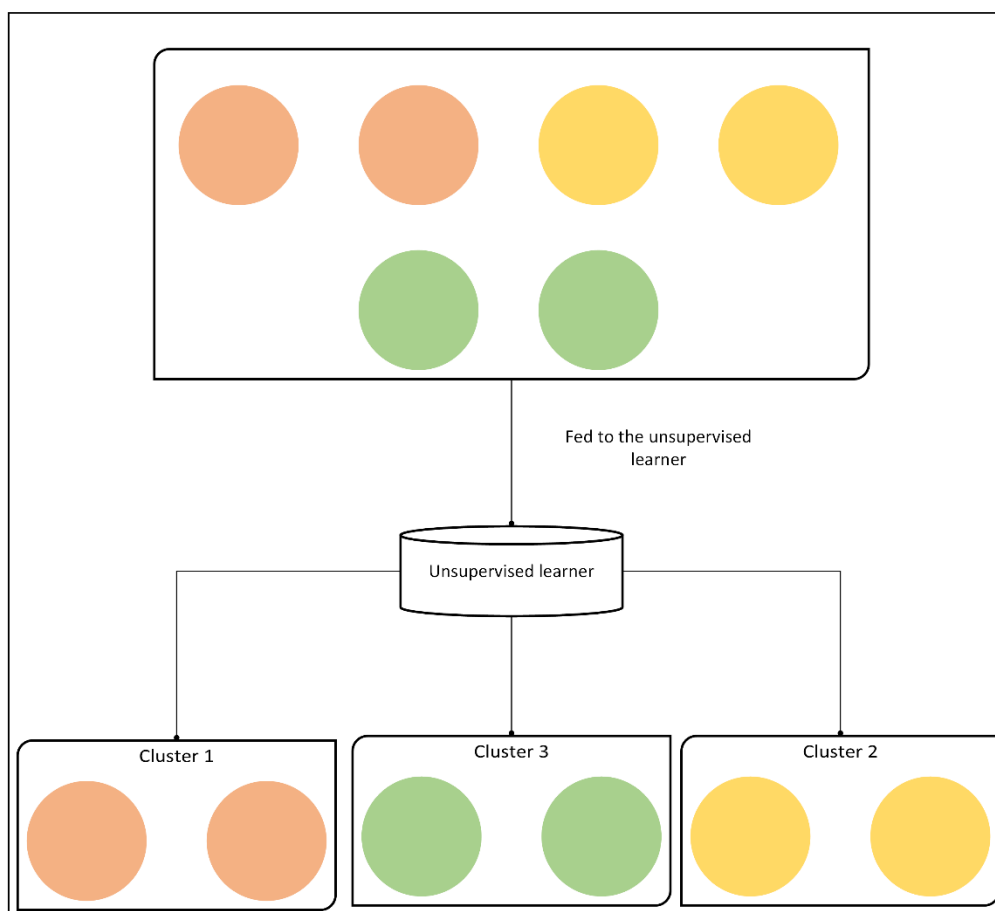 Fed to the unsupervised
learner
Unsupervised learner
Cluster 1
Cluster 3
Cluster 2